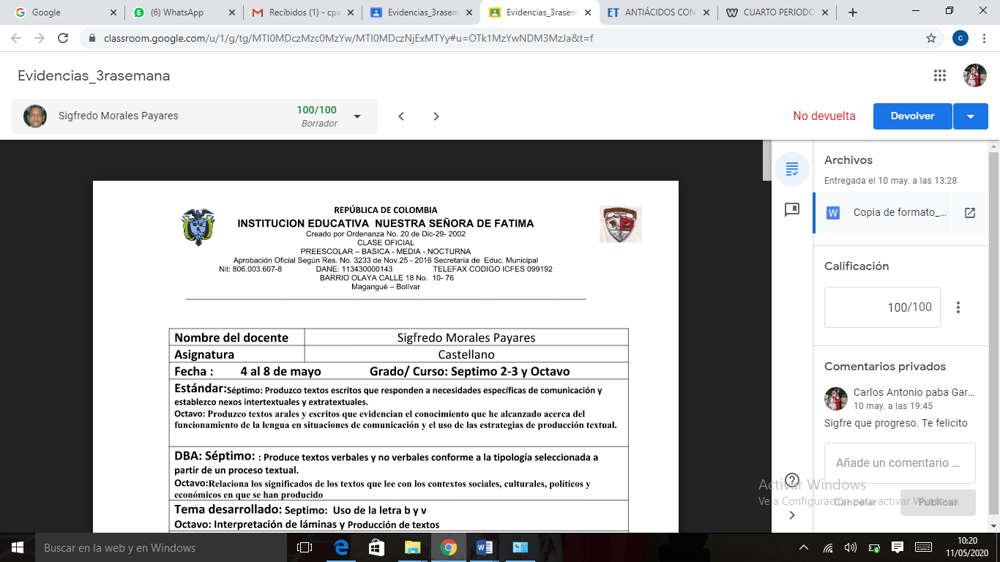 Google
(6) WhatsApp
Recibidos (1) - cpa
Evidencias_3rasem
Evidencias_3rasem
ANTIÁCIDOS CON
CUARTO PERIODO
classroom.google.com/u/1/g/tg/MTI0MDczMzc0MzYw/MTI0MDczNjExMTYy#u=OTk1MzYwNDM3MzJa&t=f
c
Evidencias_3rasemana
Sigfredo Morales Payares
100/100
Borrador
No devuelta
Devolver
REPÚBLICA DE COLOMBIA
INSTITUCION EDUCATIVA NUESTRA SEÑORA DE FATIMA
Creado por Ordenanza No. 20 de Dic-29- 2002
CLASE OFICIAL
PREESCOLAR – BASICA - MEDIA - NOCTURNA
Aprobación Oficial Según Res. No. 3233 de Nov.25 - 2016 Secretaría de Educ. Municipal
Nit: 806.003.607-8 DANE: 113430000143 TELEFAX CODIGO ICFES 099192
BARRIO OLAYA CALLE 18 No. 10- 76
Magangué – Bolívar
Nombre del docente Sigfredo Morales Payares
Asignatura Castellano
Fecha : 4 al 8 de mayo Grado/ Curso: Septimo 2-3 y Octavo
Estándar:Séptimo: Produzco textos escritos que responden a necesidades específicas de comunicación y
establezco nexos intertextuales y extratextuales.
Octavo: Produzco textos arales y escritos que evidencian el conocimiento que he alcanzado acerca del
funcionamiento de la lengua en situaciones de comunicación y el uso de las estrategias de producción textual.
DBA: Séptimo: : Produce textos verbales y no verbales conforme a la tipología seleccionada a
partir de un proceso textual.
Octavo:Relaciona los significados de los textos que lee con los contextos sociales, culturales, políticos y
económicos en que se han producido
Tema desarrollado: Septimo: Uso de la letra b y v
Octavo: Interpretación de láminas y Producción de textos
Archivos
Entregada el 10 may. a las 13:28
W Copia de formato_...
Calificación
100/100
Comentarios privados
Carlos Antonio paba Gar...
10 may. a las 19:45
Sigfre que progreso. Te felicito
Añade un comentario ...
Cancelar
Publicar
Activar Windows
Ve a Configuración para activar Windows.
Buscar en la web y en Windows
10:20
11/05/2020